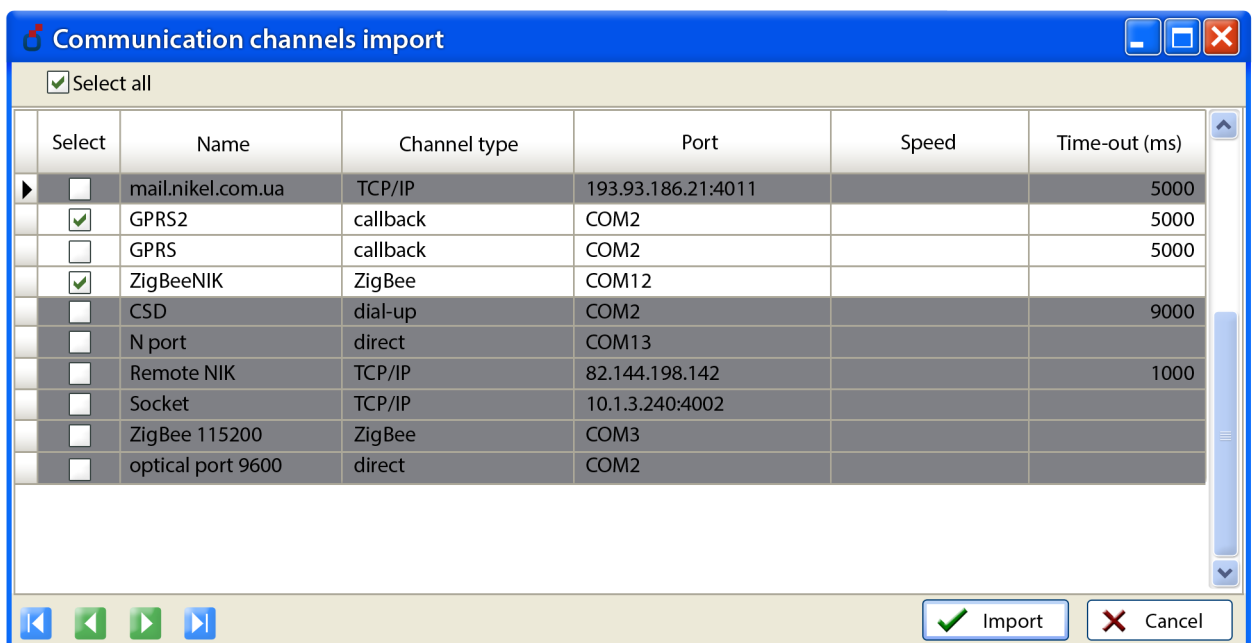 Communication channels import
Select all
Select Name Channel type Port Speed Time-out (ms)
mail.nikel.com.ua TCP/IP 193.93.186.21:4011 5000
GPRS2 callback COM2 5000
GPRS callback COM2 5000
ZigBeeNIK ZigBee COM12
CSD dial-up COM2 9000
N port direct COM13
Remote NIK TCP/IP 82.144.198.142 1000
Socket TCP/IP 10.1.3.240:4002
ZigBee 115200 ZigBee COM3
optical port 9600 direct COM2
Import Cancel